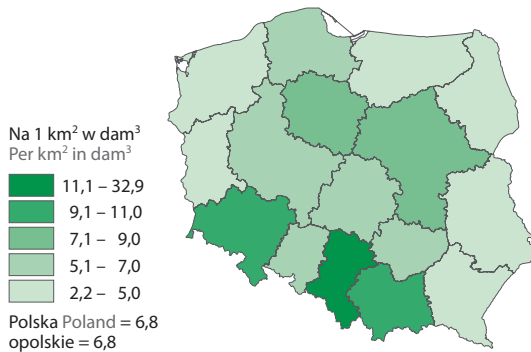 Na 1 km² w dam³
Per km² in dam³
11,1 – 32,9
9,1 – 11,0
7,1 – 9,0
5,1 – 7,0
2,2 – 5,0
Polska Poland = 6,8
opolskie = 6,8